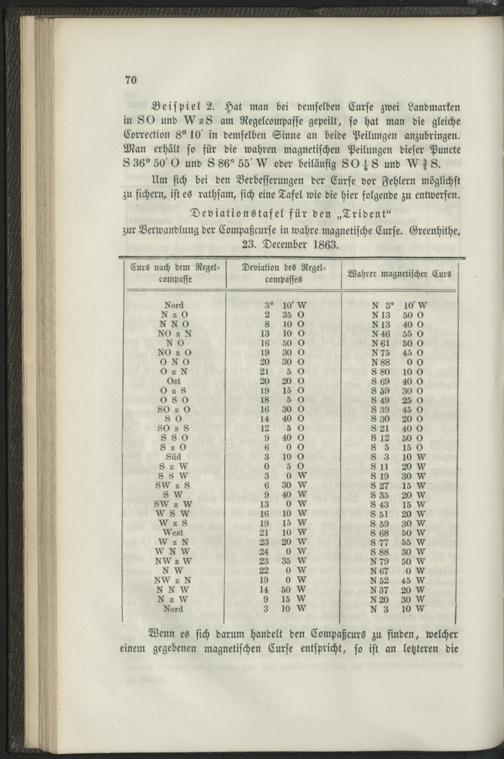 70
Beispiel 2. Hat man bei demselben Curse zwei Landmarken
in SO und WzS am Regelcompasse gepeilt, so hat man die gleiche
Correction 8° 10′ in demselben Sinne an beide Peilungen anzubringen.
Man erhält so für die wahren magnetischen Peilungen dieser Puncte
S 36° 50′ O und S 86° 55′ W oder beiläufig SO ¾ S und W ¾ S.
Um sich bei den Verbesserungen der Curse vor Fehlern möglichst
zu sichern, ist es rathsam, sich eine Tafel wie die hier folgende zu entwerfen.
Deviationstafel für den „Trident“
zur Verwandlung der Compaßcurse in wahre magnetische Curse. Greenhithe,
23. December 1863.
Curs nach dem Regel-
compasse
Deviation des Regel-
compasses
Wahrer magnetischer Curs
Nord 3° 10′ W N 3° 10′ W
N z O 2 35 O N 13 50 O
N N O 8 10 O N 13 40 O
NO z N 13 10 O N 46 55 O
N O 16 50 O N 61 50 O
NO z O 19 30 O N 75 45 O
O N O 20 30 O N 88 0 O
O z N 21 5 O S 80 10 O
Ost 20 20 O S 69 40 O
O z S 19 15 O S 59 30 O
O S O 18 5 O S 49 25 O
SO z O 16 30 O S 39 45 O
S O 14 40 O S 30 20 O
SO z S 12 5 O S 21 40 O
S S O 9 40 O S 12 50 O
S z O 6 0 O S 5 15 O
Süd 3 10 O S 3 10 W
S z W 0 5 O S 11 20 W
S S W 3 0 W S 19 30 W
SW z S 6 30 W S 27 15 W
S W 9 40 W S 35 20 W
SW z W 13 0 W S 43 15 W
W S W 16 10 W S 51 20 W
W z S 19 15 W S 59 30 W
West 21 10 W S 68 50 W
W z N 23 20 W S 77 55 W
W N W 24 0 W S 88 30 W
NW z W 23 35 W N 79 50 W
N W 22 0 W N 67 0 W
NW z N 19 0 W N 52 45 W
N N W 14 50 W N 37 20 W
N z W 9 15 W N 20 30 W
Nord 3 10 W N 3 10 W
Wenn es sich darum handelt den Compaßcurs zu finden, welcher
einem gegebenen magnetischen Curse entspricht, so ist an letzteren die